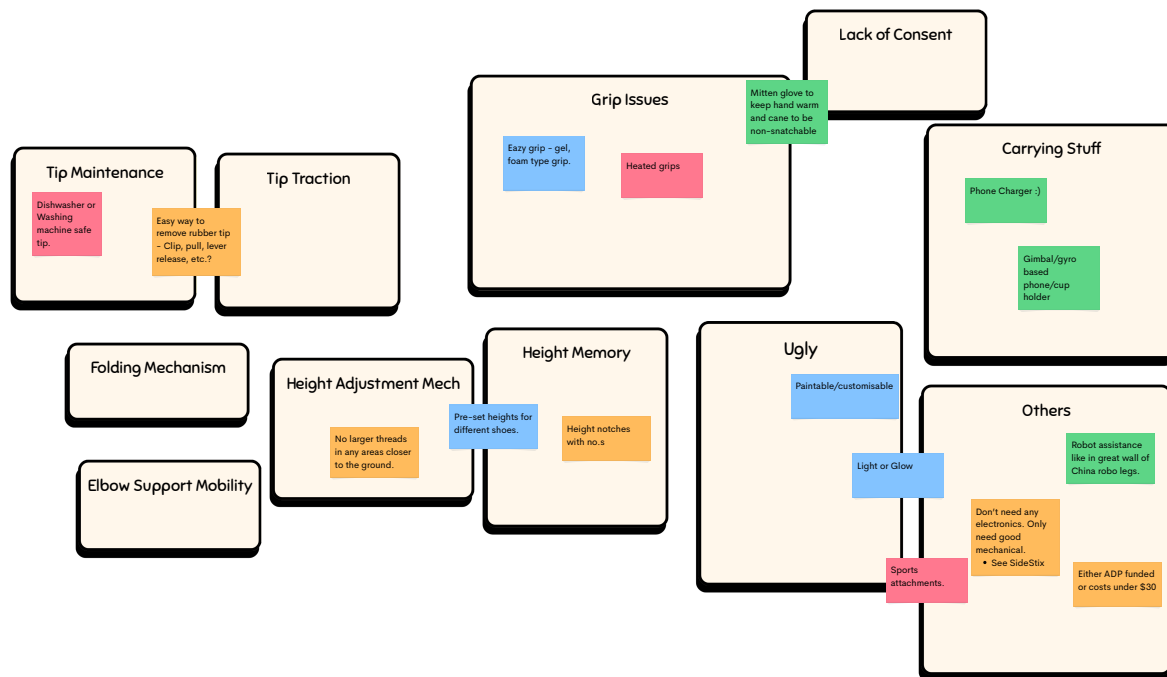 Lack of Consent
Grip Issues
Mitten glove to
keep hand warm
and cane to be
non-snatchable
Eazy grip - gel,
foam type grip.
Heated grips
Carrying Stuff
Phone Charger :)
Gimbal/gyro
based
phone/cup
holder
Tip Maintenance
Dishwasher or
Washing
machine safe
tip.
Easy way to
remove rubber tip
- Clip, pull, lever
release, etc.?
Tip Traction
Folding Mechanism
Height Adjustment Mech
No larger threads
in any areas closer
to the ground.
Pre-set heights for
different shoes.
Height Memory
Height notches
with no.s
Ugly
Paintable/customisable
Light or Glow
Sports
attachments.
Others
Robot assistance
like in great wall of
China robo legs.
Don't need any
electronics. Only
need good
mechanical.
• See SideStix
Either ADP funded
or costs under $30
Elbow Support Mobility